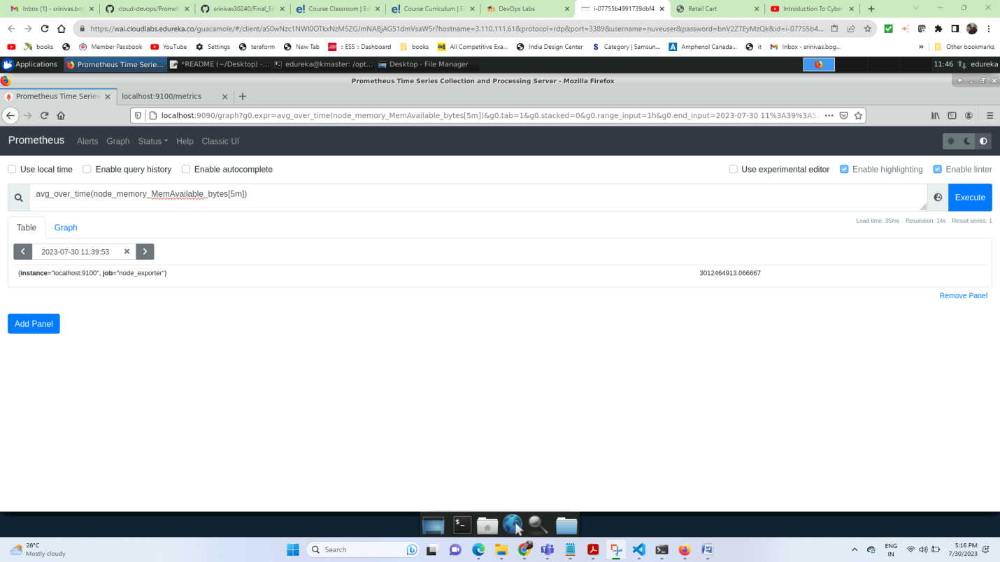 Inbox (1) - srinivas.bog
cloud-devops/Prometh
srinivas30240/Final_Ed
Course Classroom | Ed
Course Curriculum | Ec
DevOps Labs
i-07755b4991739dbf4
Retail Cart
Introduction To Cyber
https://wai.cloudlabs.edureka.co/guacamole/#/client/aS0wNzc1NWI0OTkxNzM5ZGJmNABjAG51dmVsaW5r?hostname=3.110.111.61&protocol=rdp&port=3389&username=nuveuser&password=bnV2ZTEyMzQk&id=i-07755b4...
books
Member Passbook
YouTube
Settings
teraform
New Tab
:: ESS :: Dashboard
books
All Competitive Exa...
India Design Center
Category | Samsun...
Amphenol Canada...
it
Inbox - srinivas.bog...
»
Other bookmarks
Applications
Prometheus Time Serie...
*README (~/Desktop) -...
edureka@kmaster: /opt...
Desktop - File Manager
11:46
edureka
Prometheus Time Series Collection and Processing Server - Mozilla Firefox
Prometheus Time Series
localhost:9100/metrics
localhost:9090/graph?g0.expr=avg_over_time(node_memory_MemAvailable_bytes[5m])&g0.tab=1&g0.stacked=0&g0.range_input=1h&g0.end_input=2023-07-30 11%3A39%3A53
Prometheus Alerts Graph Status Help Classic UI
Use local time Enable query history Enable autocomplete
Use experimental editor Enable highlighting Enable linter
avg_over_time(node_memory_MemAvailable_bytes[5m])
Execute
Table Graph
Load time: 35ms Resolution: 14s Result series: 1
2023-07-30 11:39:53
{instance="localhost:9100", job="node_exporter"}
3012464913.066667
Remove Panel
Add Panel
28°C
Mostly cloudy
Search
ENG
IN
5:16 PM
7/30/2023